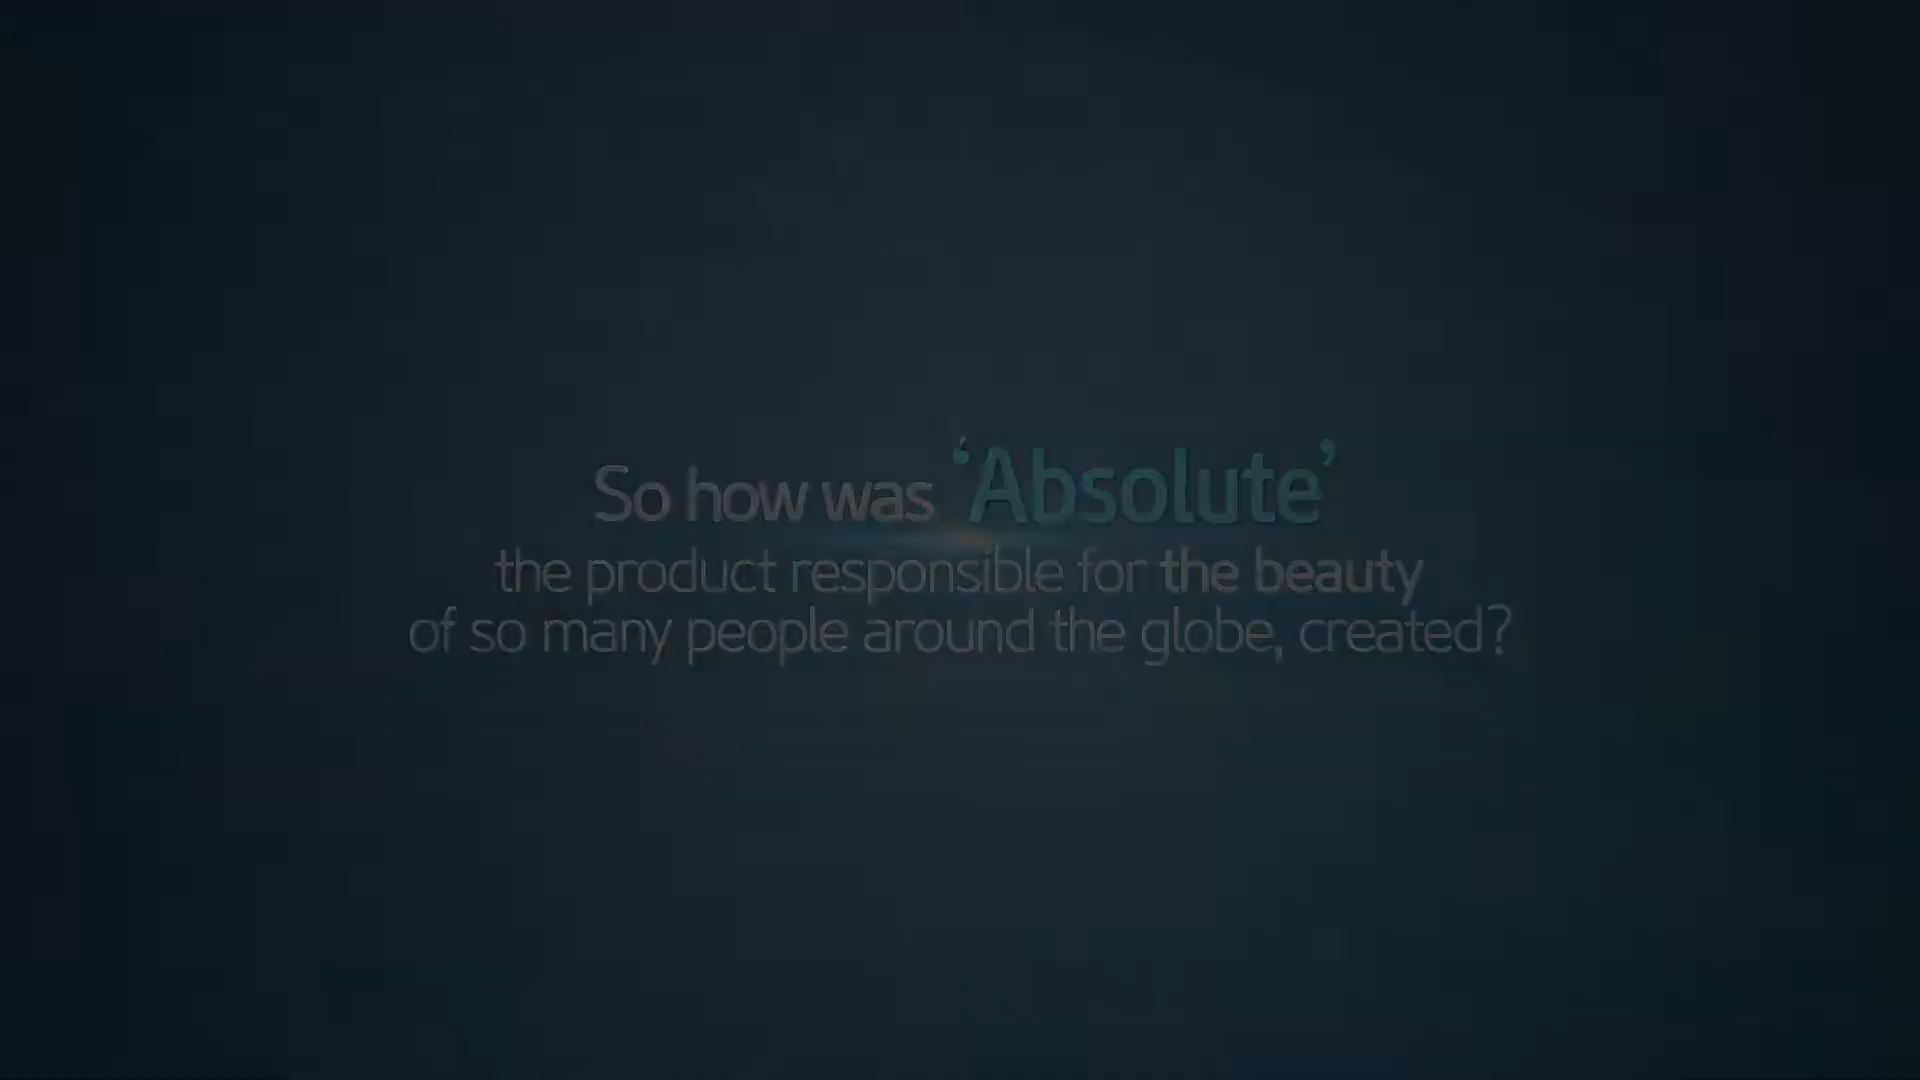 So how was ‘Absolute’
the product responsible for the beauty
of so many people around the globe, created?